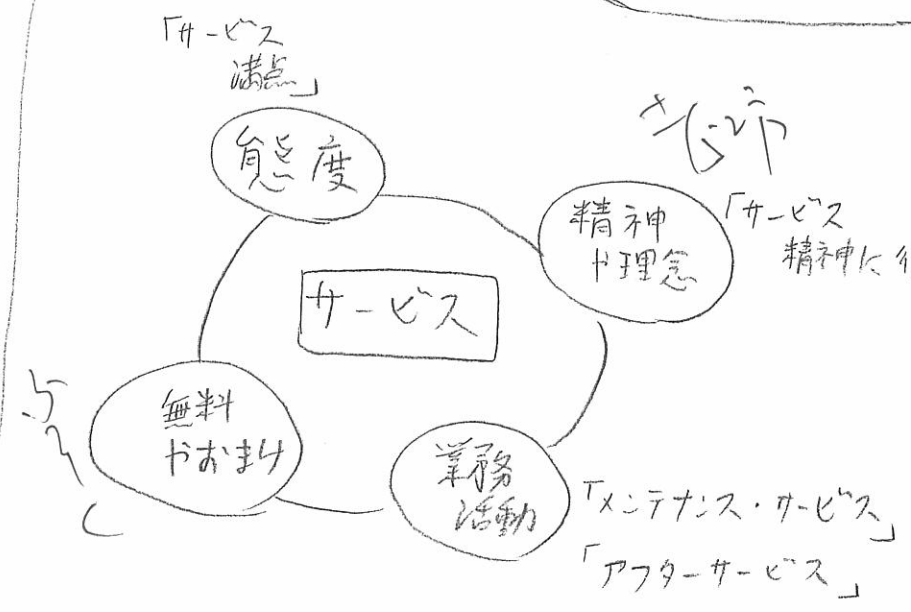 「サービス
満点」
態度
精神
や理念
「サービス
精神に
サービス
無料
やおまけ
業務
活動
「メンテナンス・サービス」
「アフターサービス」